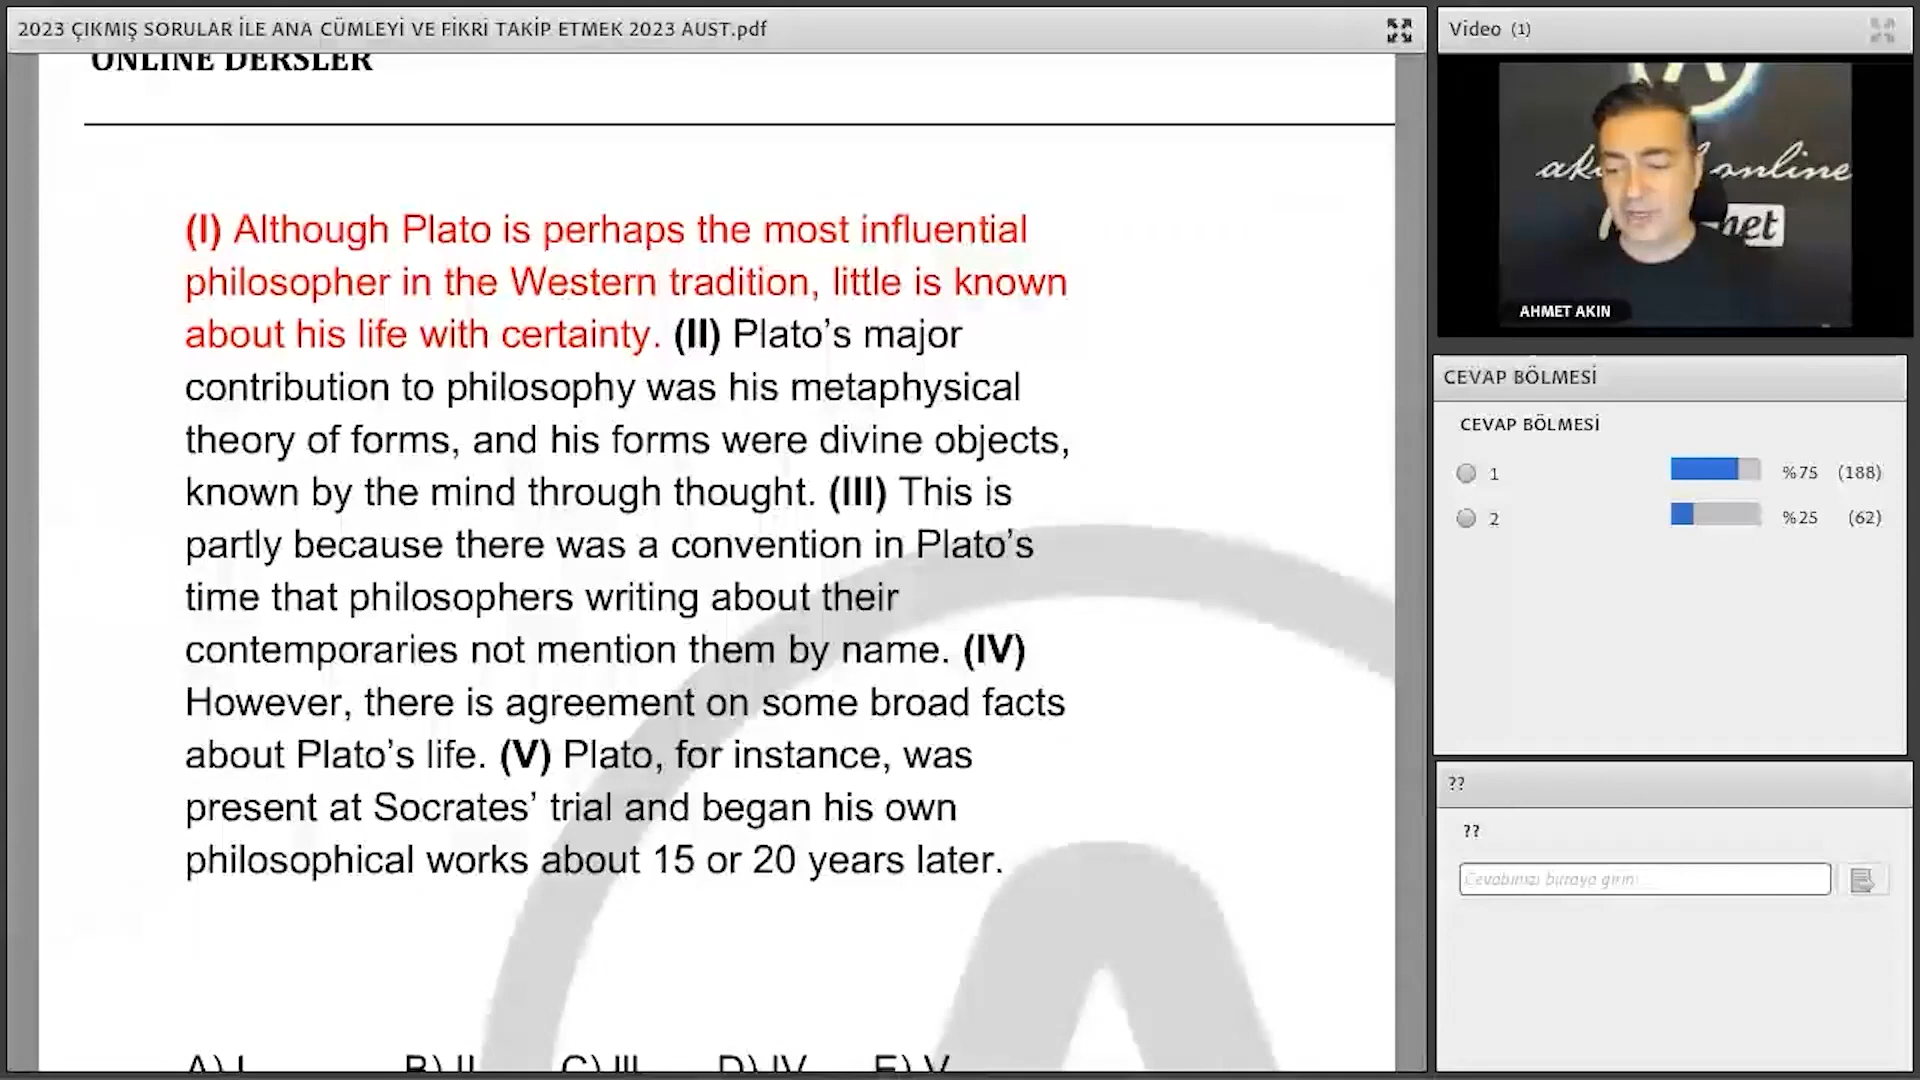 2023 ÇIKMIŞ SORULAR İLE ANA CÜMLEYİ VE FİKRİ TAKİP ETMEK 2023 AUST.pdf
ONLINE DERSLER
(I) Although Plato is perhaps the most influential
philosopher in the Western tradition, little is known
about his life with certainty. (II) Plato’s major
contribution to philosophy was his metaphysical
theory of forms, and his forms were divine objects,
known by the mind through thought. (III) This is
partly because there was a convention in Plato’s
time that philosophers writing about their
contemporaries not mention them by name. (IV)
However, there is agreement on some broad facts
about Plato’s life. (V) Plato, for instance, was
present at Socrates’ trial and began his own
philosophical works about 15 or 20 years later.
A) I B) II C) III D) IV E) V
Video (1)
online
AHMET AKIN
CEVAP BÖLMESİ
CEVAP BÖLMESİ
1 %75 (188)
2 %25 (62)
??
??
Cevabınızı buraya girin...